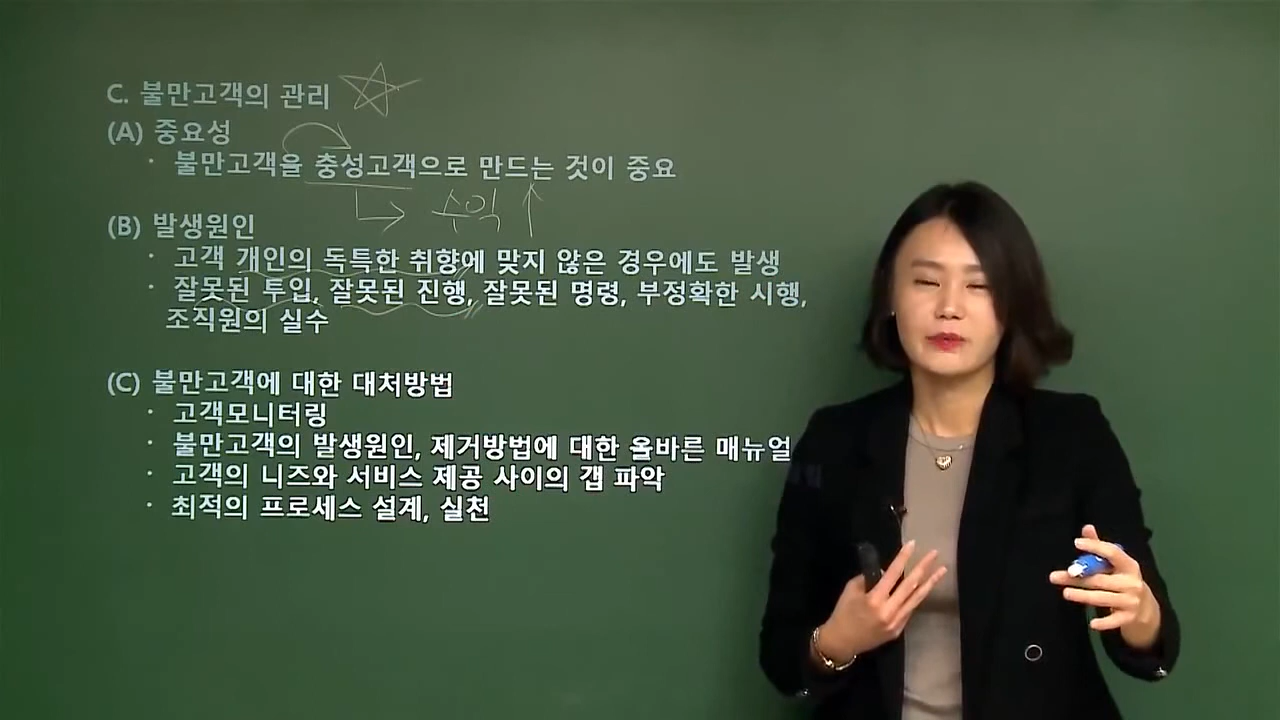 C. 불만고객의 관리
(A) 중요성
· 불만고객을 충성고객으로 만드는 것이 중요
수익 ↑
(B) 발생원인
· 고객 개인의 독특한 취향에 맞지 않은 경우에도 발생
· 잘못된 투입, 잘못된 진행, 잘못된 명령, 부정확한 시행,
조직원의 실수
(C) 불만고객에 대한 대처방법
· 고객모니터링
· 불만고객의 발생원인, 제거방법에 대한 올바른 매뉴얼
· 고객의 니즈와 서비스 제공 사이의 갭 파악
· 최적의 프로세스 설계, 실천